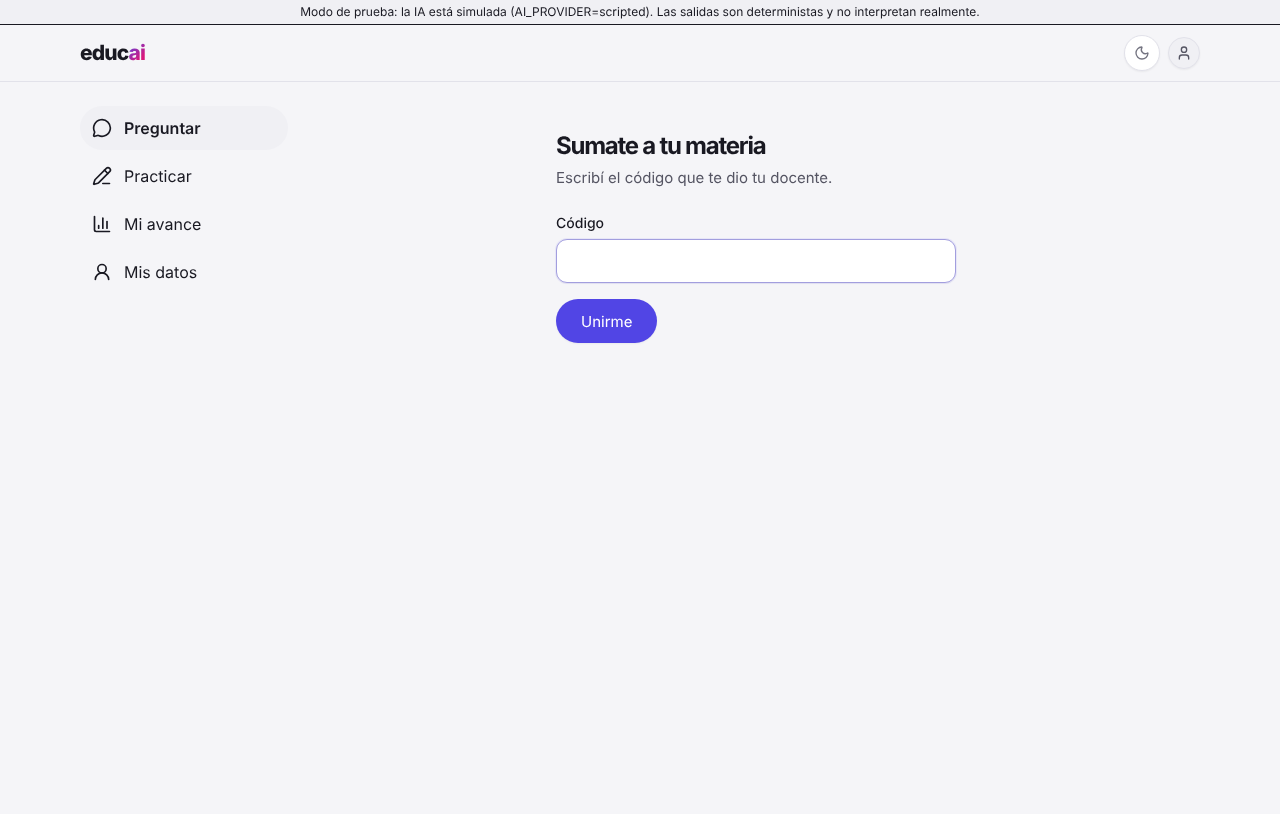 Modo de prueba: la IA está simulada (AI_PROVIDER=scripted). Las salidas son deterministas y no interpretan realmente.
educai
Preguntar
Practicar
Mi avance
Mis datos
Sumate a tu materia
Escribí el código que te dio tu docente.
Código
Unirme